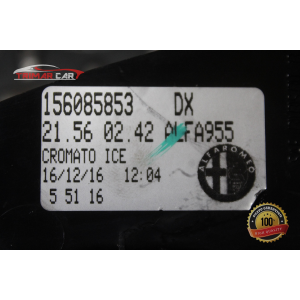 156085853 DX
21.56 02.42 ALFA955
CROMATO ICE
16/12/16 12:04
5 51 16
ALFA ROMEO
100